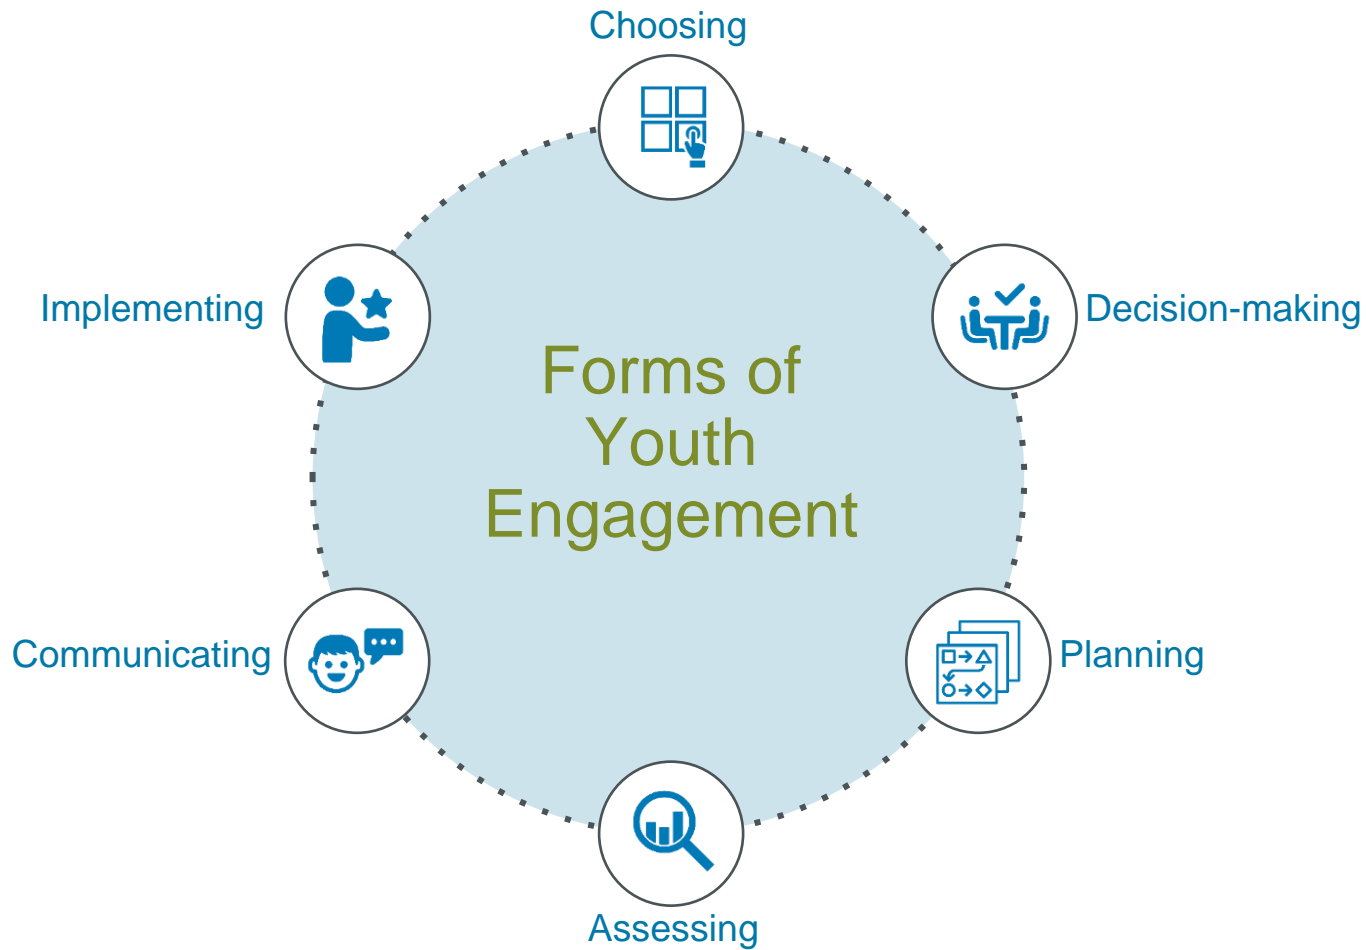 Choosing
Implementing
Decision-making
Forms of
Youth
Engagement
Communicating
Planning
Assessing